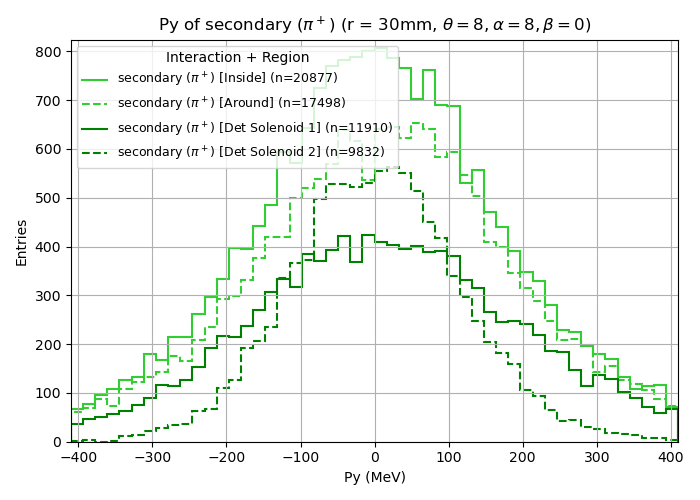 Py of secondary (π⁺) (r = 30mm, θ = 8, α = 8, β = 0)
Interaction + Region
secondary (π⁺) [Inside] (n=20877)
secondary (π⁺) [Around] (n=17498)
secondary (π⁺) [Det Solenoid 1] (n=11910)
secondary (π⁺) [Det Solenoid 2] (n=9832)
Entries
800
700
600
500
400
300
200
100
0
−400 −300 −200 −100 0 100 200 300 400
Py (MeV)